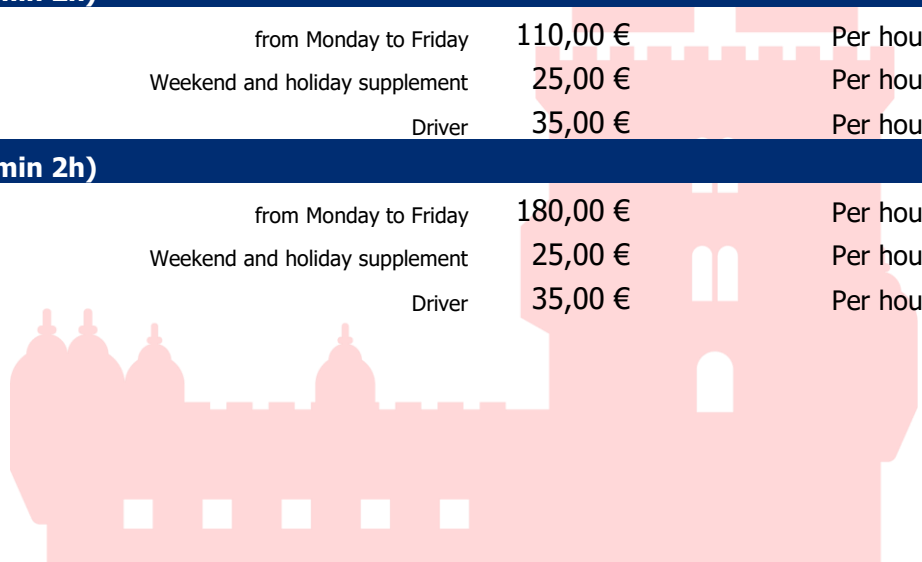 from Monday to Friday 110,00 € Per hou
Weekend and holiday supplement 25,00 € Per hou
Driver 35,00 € Per hou
min 2h)
from Monday to Friday 180,00 € Per hou
Weekend and holiday supplement 25,00 € Per hou
Driver 35,00 € Per hou